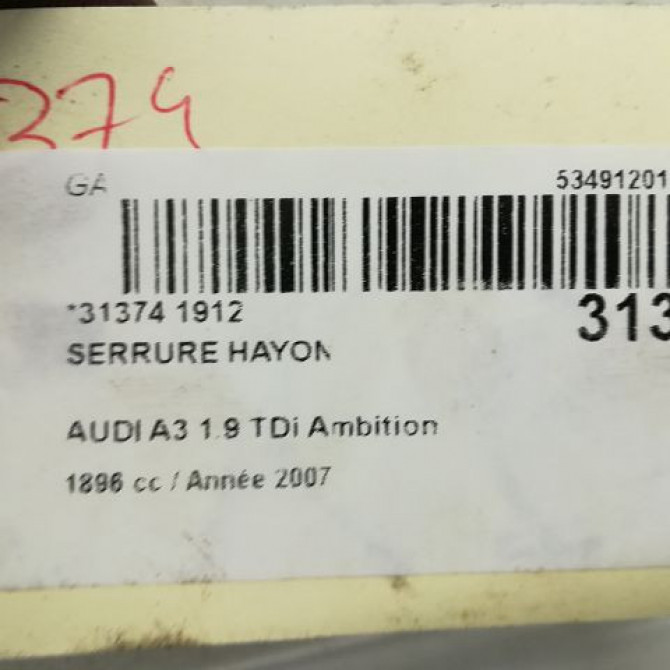 374
GA
53491201
*31374 1912
313
SERRURE HAYON
AUDI A3 1.9 TDi Ambition
1896 cc / Année 2007